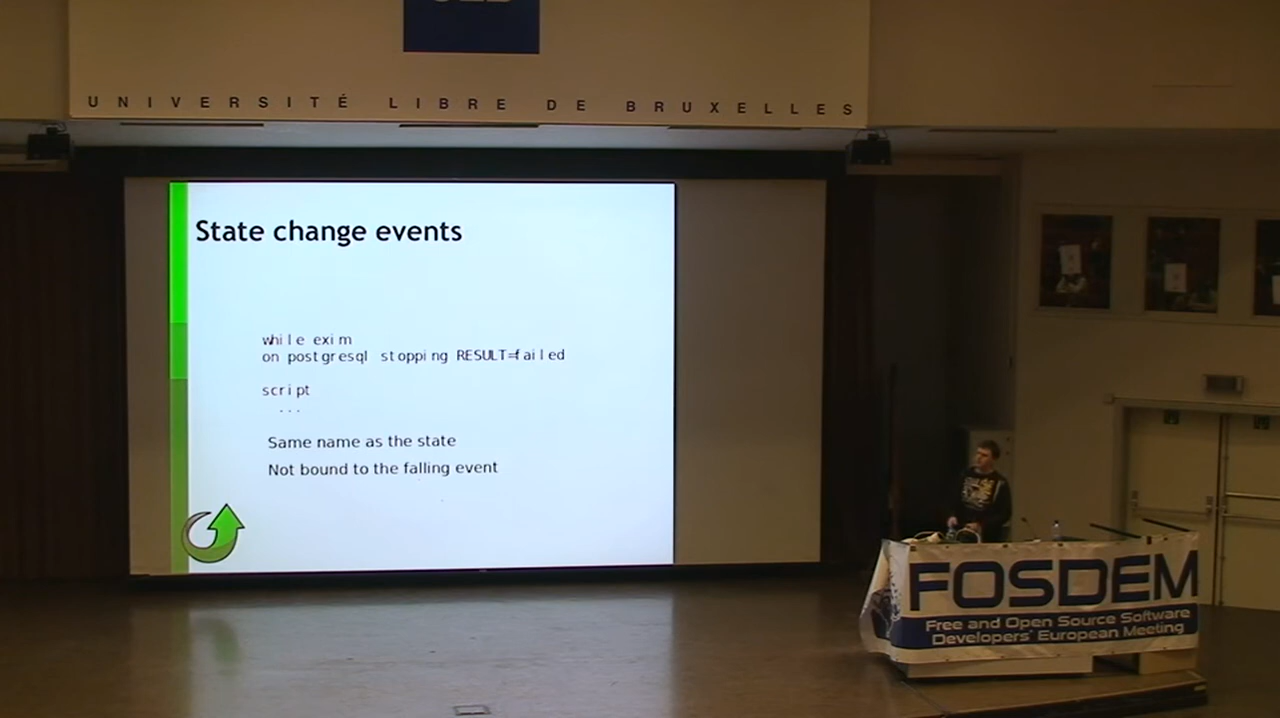 UNIVERSITÉ LIBRE DE BRUXELLES
State change events
while exim
on postgresql stopping RESULT=failed
script
...
Same name as the state
Not bound to the falling event
FOSDEM
Free and Open Source Software
Developers' European Meeting